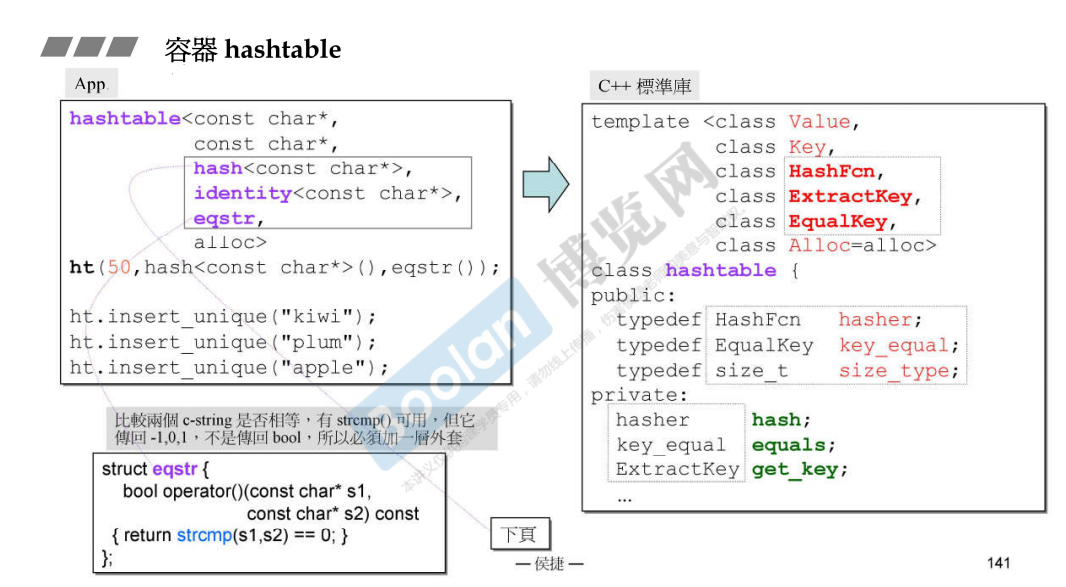 容器 hashtable
App.
hashtable<const char*,
const char*,
hash<const char*>,
identity<const char*>,
eqstr,
alloc>
ht(50,hash<const char*>(),eqstr());
ht.insert_unique("kiwi");
ht.insert_unique("plum");
ht.insert_unique("apple");
比較兩個 c-string 是否相等，有 strcmp() 可用，但它
傳回 -1,0,1，不是傳回 bool，所以必須加一層外套
struct eqstr {
bool operator()(const char* s1,
const char* s2) const
{ return strcmp(s1,s2) == 0; }
};
C++ 標準庫
template <class Value,
class Key,
class HashFcn,
class ExtractKey,
class EqualKey,
class Alloc=alloc>
class hashtable {
public:
typedef HashFcn hasher;
typedef EqualKey key_equal;
typedef size_t size_type;
private:
hasher hash;
key_equal equals;
ExtractKey get_key;
...
下頁
— 侯捷 —
141
Boolan 博览网